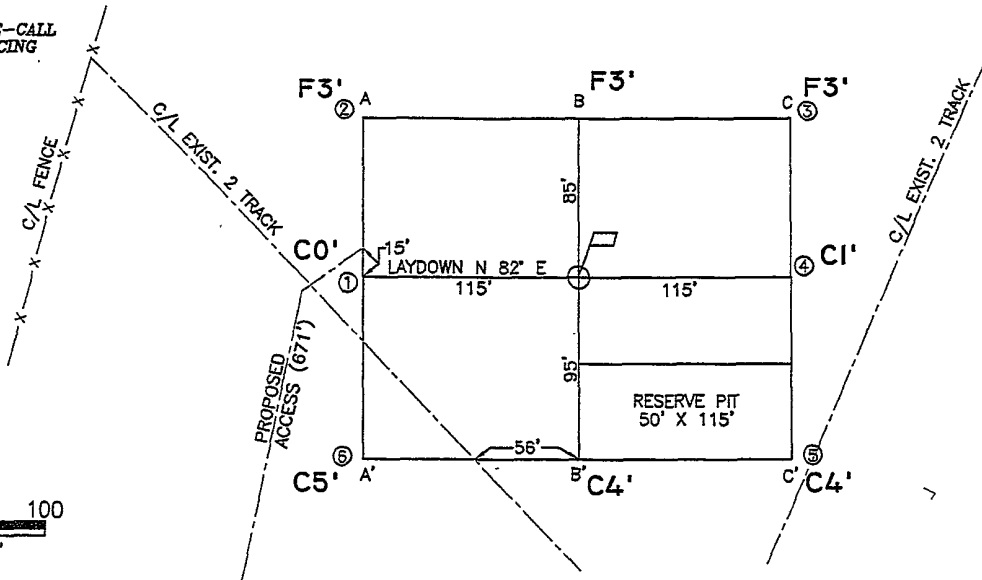 -CALL
CING
F3'
F3'
F3'
② A
B
C ③
C/L FENCE
C/L EXIST. 2 TRACK
C/L EXIST. 2 TRACK
85'
C0'
15'
LAYDOWN N 82° E
④ C1'
①
115'
115'
PROPOSED
ACCESS (671')
95'
RESERVE PIT
50' X 115'
56'
⑥
⑤
A'
B'
C'
C5'
C4'
C4'
100